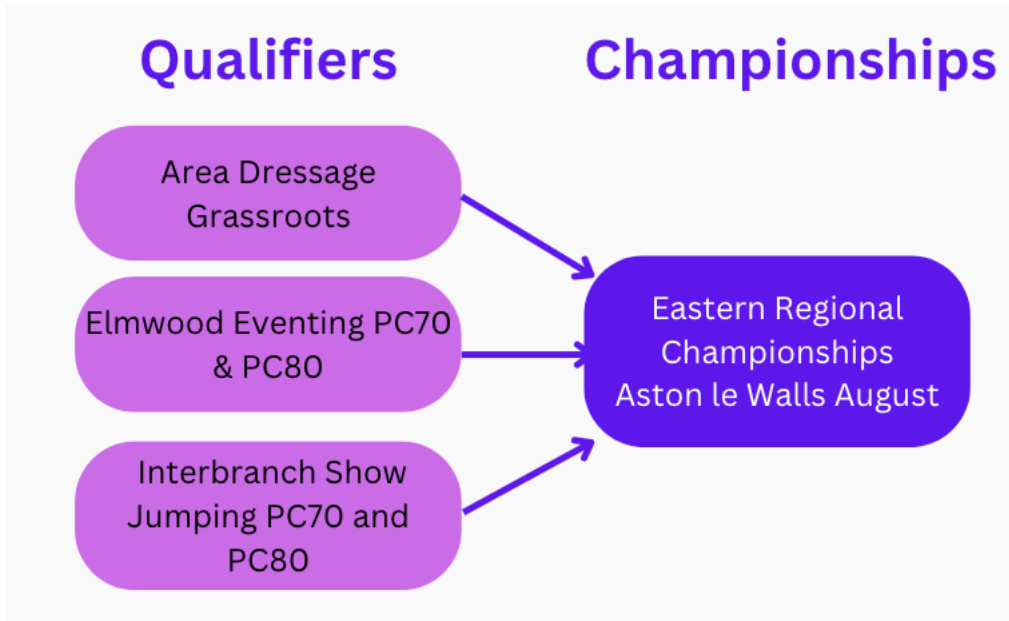 Qualifiers
Championships
Area Dressage
Grassroots
Elmwood Eventing PC70
& PC80
Interbranch Show
Jumping PC70 and
PC80
Eastern Regional
Championships
Aston le Walls August